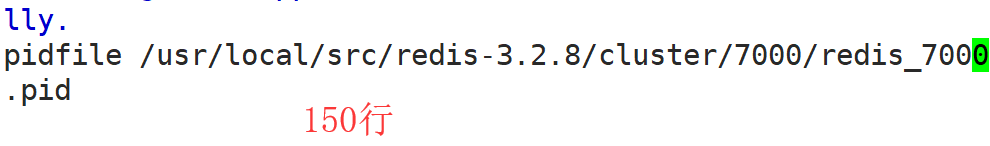 lly.
pidfile /usr/local/src/redis-3.2.8/cluster/7000/redis_7000
.pid
150行